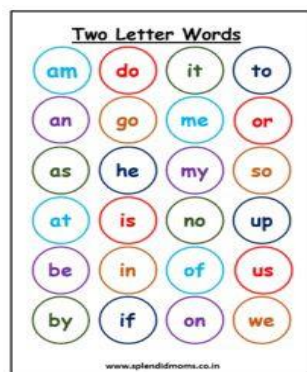 Two Letter Words
am do it to
an go me or
as he my so
at is no up
be in of us
by if on we
www.splendidmoms.co.in